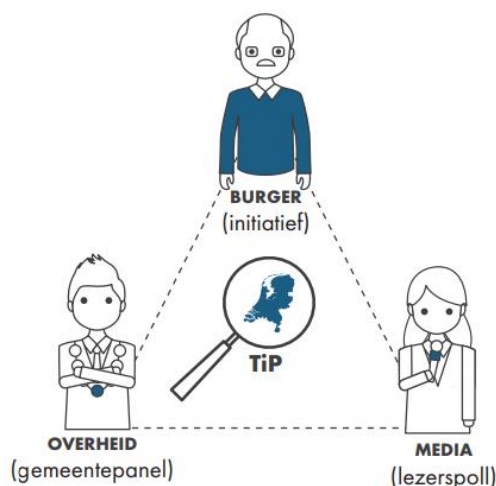 BURGER
(initiatief)
TiP
OVERHEID
(gemeentepanel)
MEDIA
(lezerspoll)